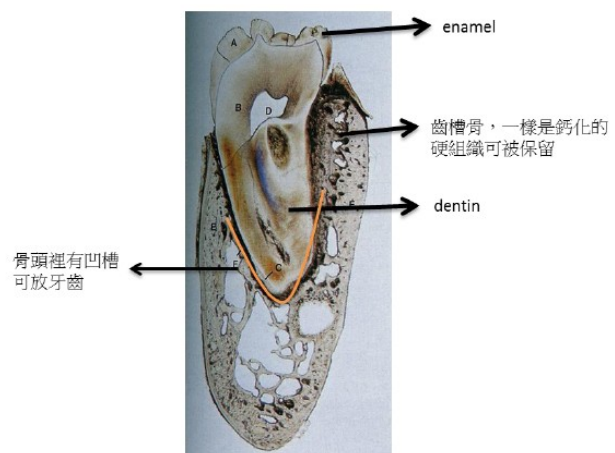 enamel
A
B
D
齒槽骨，一樣是鈣化的
硬組織可被保留
dentin
E
骨頭裡有凹槽
可放牙齒
F
C